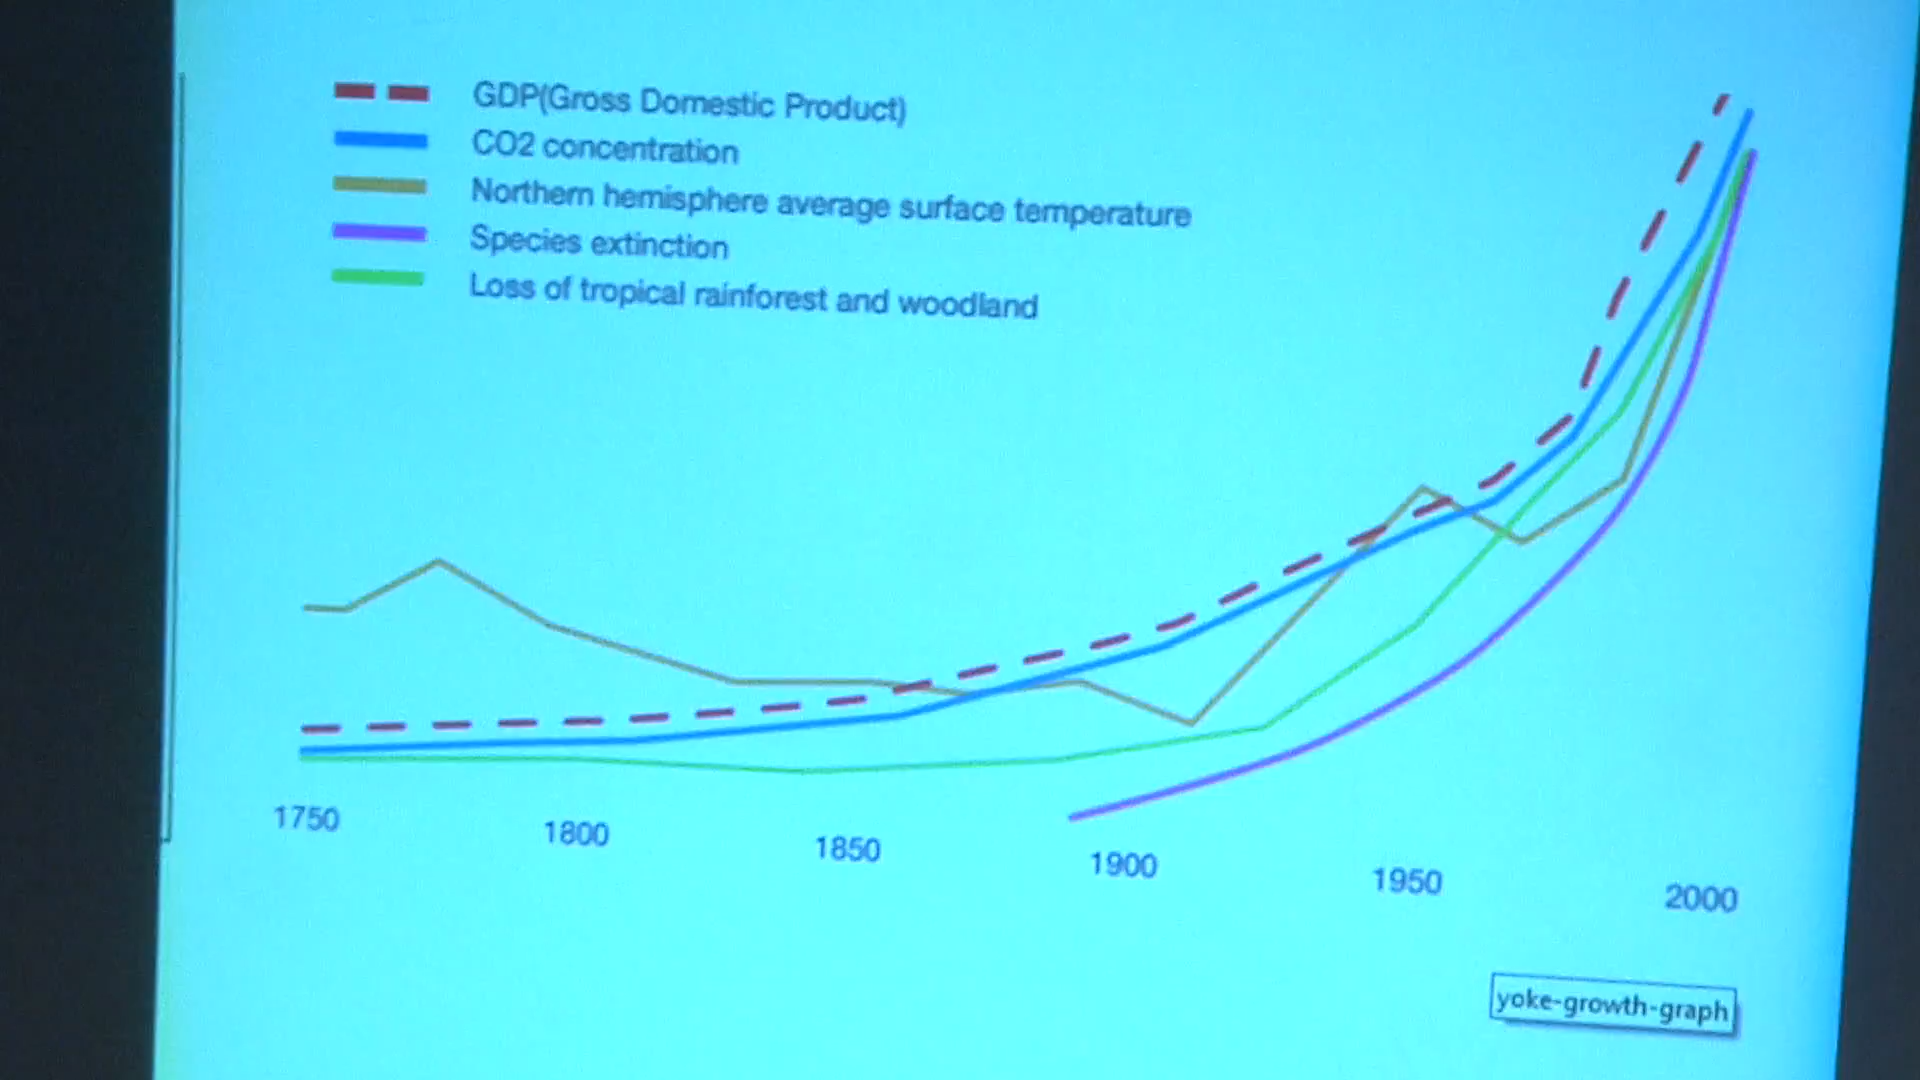 GDP(Gross Domestic Product)
CO2 concentration
Northern hemisphere average surface temperature
Species extinction
Loss of tropical rainforest and woodland
1750
1800
1850
1900
1950
2000
yoke-growth-graph